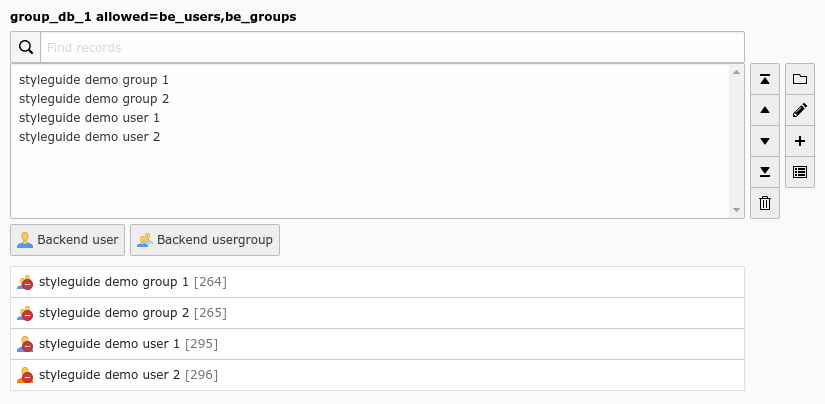 group_db_1 allowed=be_users,be_groups
Find records
styleguide demo group 1
styleguide demo group 2
styleguide demo user 1
styleguide demo user 2
Backend user Backend usergroup
styleguide demo group 1 [264]
styleguide demo group 2 [265]
styleguide demo user 1 [295]
styleguide demo user 2 [296]